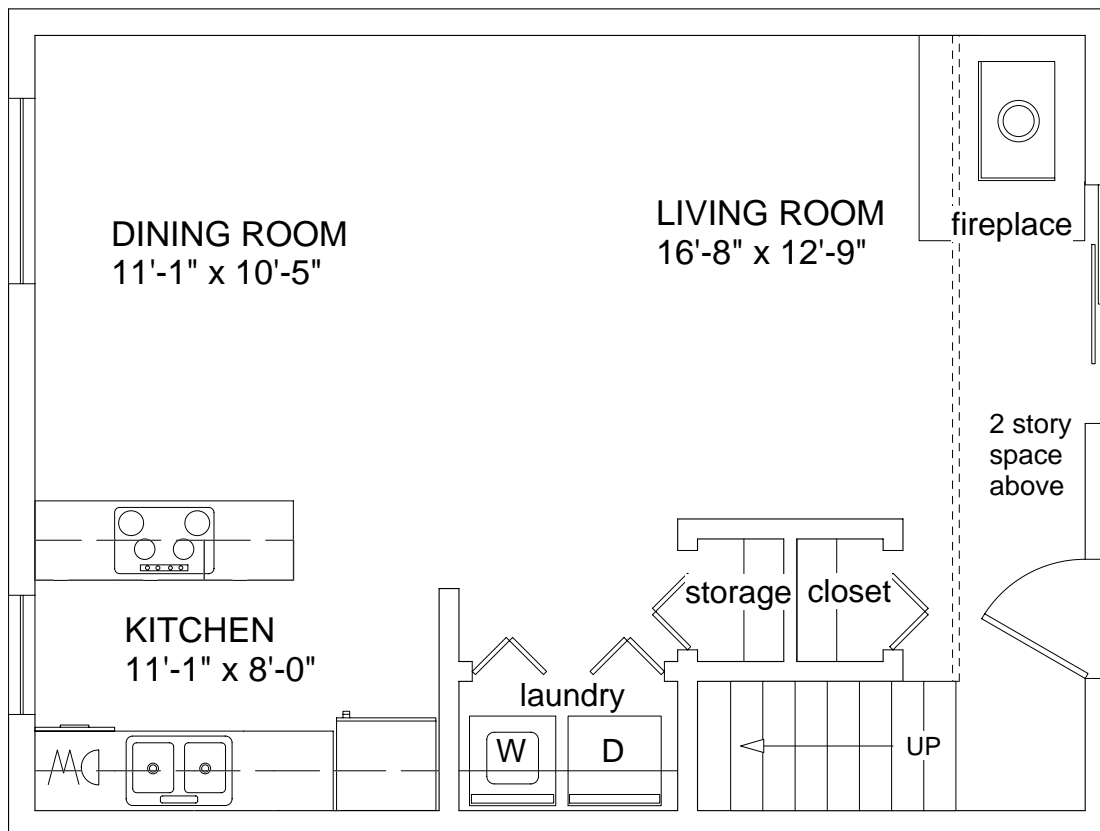 DINING ROOM
11'-1" x 10'-5"
LIVING ROOM
16'-8" x 12'-9"
fireplace
2 story
space
above
storage
closet
KITCHEN
11'-1" x 8'-0"
laundry
W
D
UP